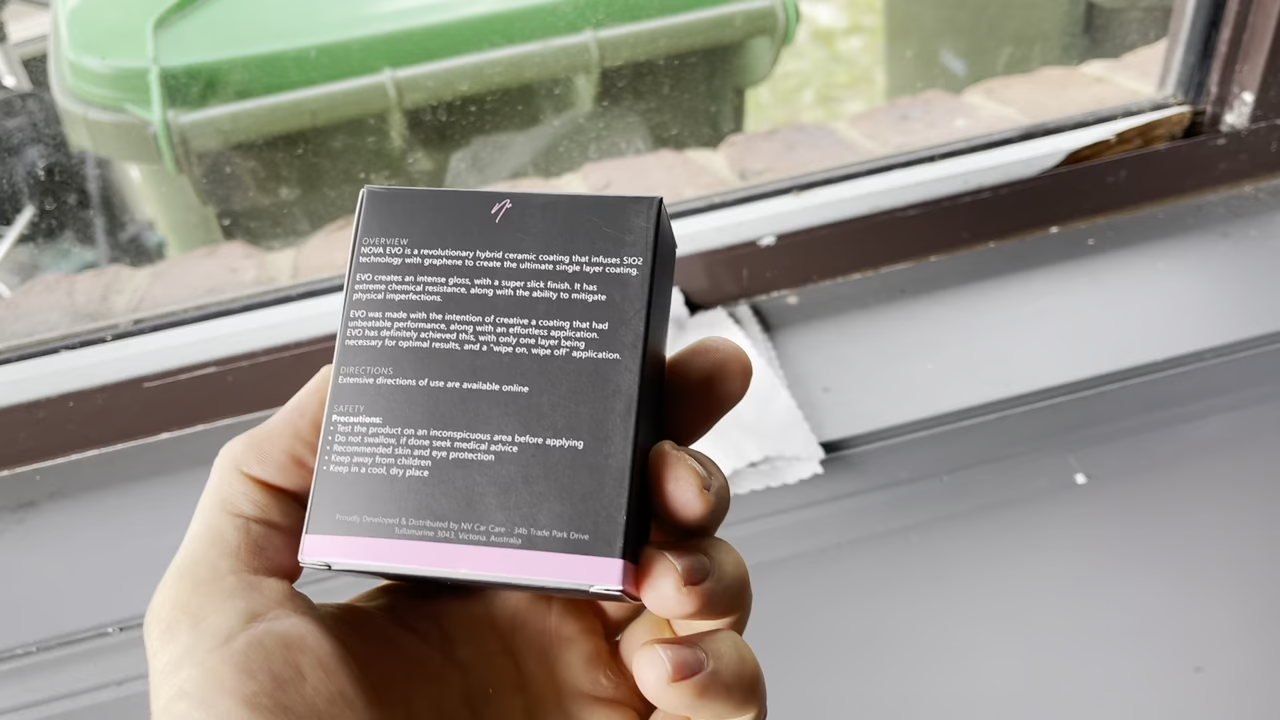 OVERVIEW
NOVA EVO is a revolutionary hybrid ceramic coating that infuses SIO2
technology with graphene to create the ultimate single layer coating.
EVO creates an intense gloss, with a super slick finish. It has
extreme chemical resistance, along with the ability to mitigate
physical imperfections.
EVO was made with the intention of creative a coating that had
unbeatable performance, along with an effortless application.
EVO has definitely achieved this, with only one layer being
necessary for optimal results, and a "wipe on, wipe off" application.
DIRECTIONS
Extensive directions of use are available online
SAFETY
Precautions:
• Test the product on an inconspicuous area before applying
• Do not swallow, if done seek medical advice
• Recommended skin and eye protection
• Keep away from children
• Keep in a cool, dry place
Proudly Developed & Distributed by NV Car Care - 34b Trade Park Drive
Tullamarine 3043, Victoria, Australia